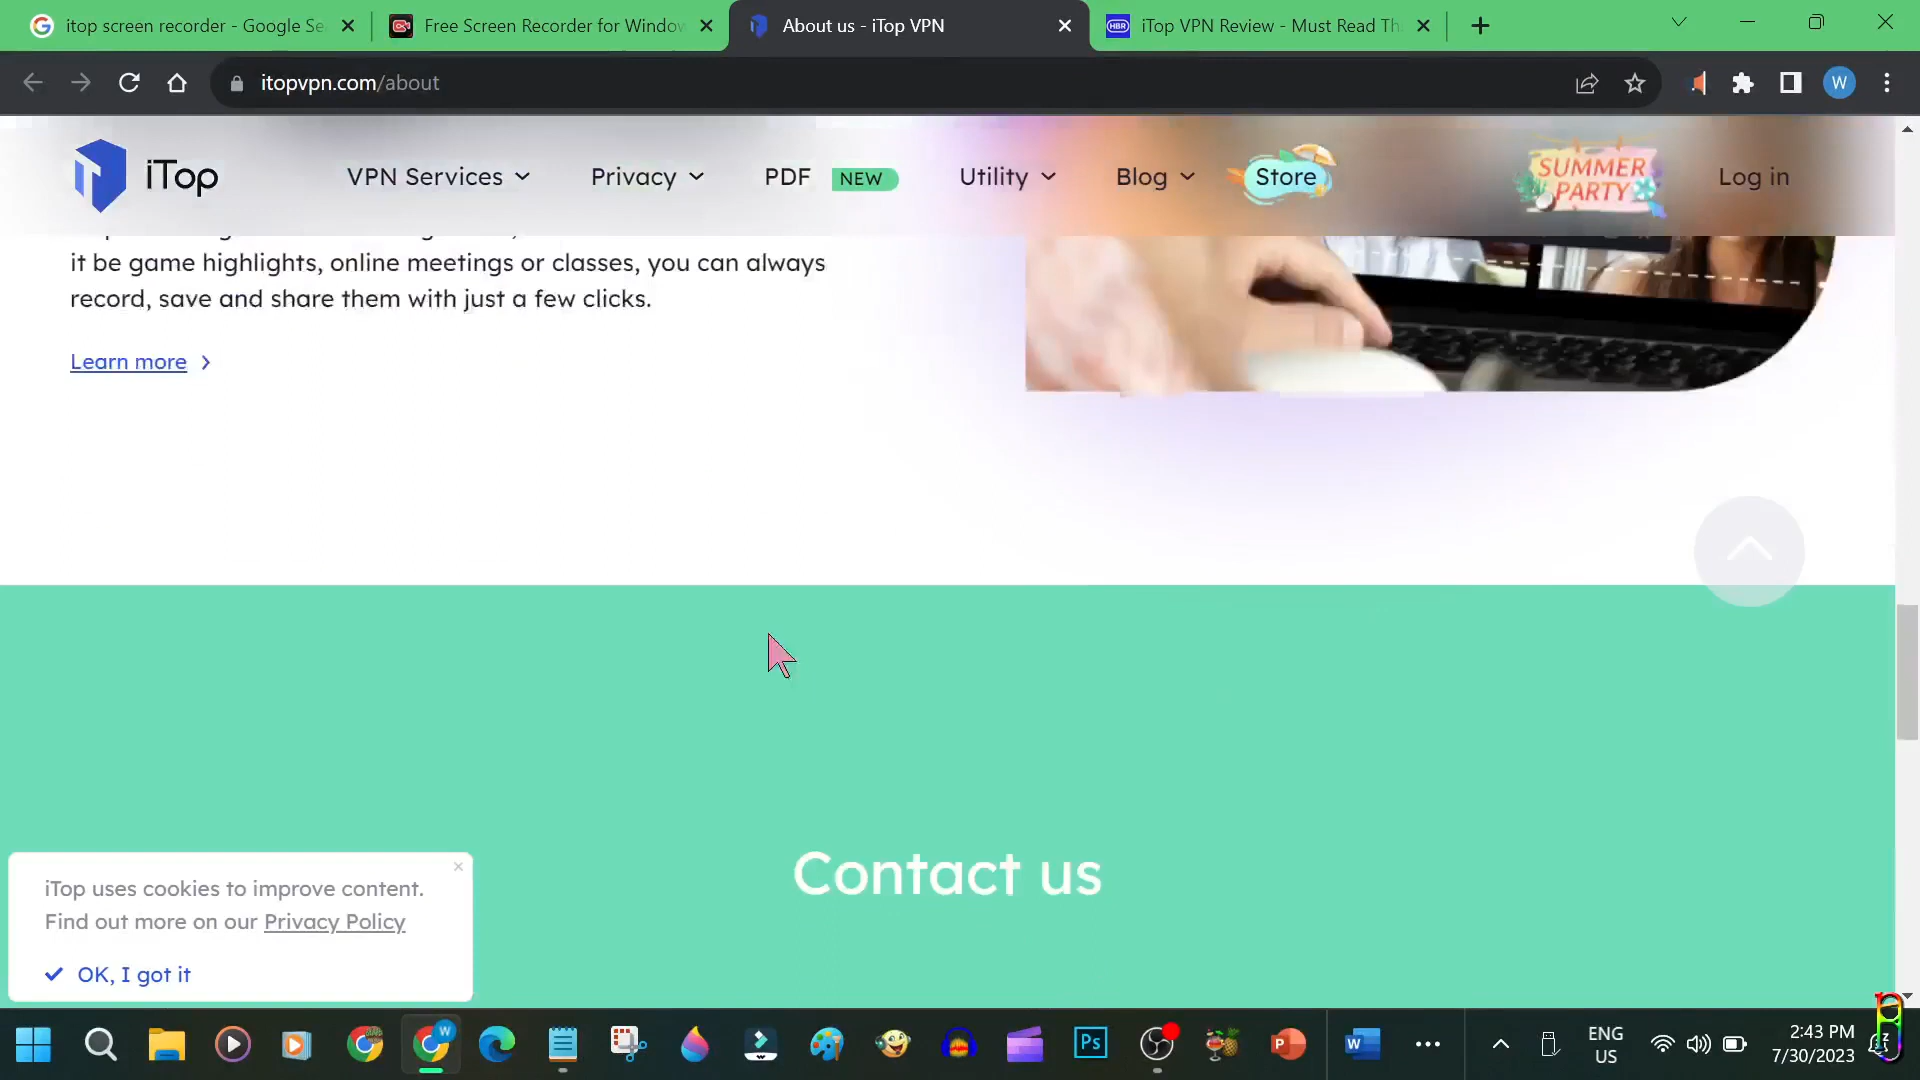 itop screen recorder - Google Se
Free Screen Recorder for Window
About us - iTop VPN
HBR
iTop VPN Review - Must Read Th
itopvpn.com/about
W
iTop
VPN Services
Privacy
PDF NEW
Utility
Blog
Store
SUMMER
PARTY
Log in
it be game highlights, online meetings or classes, you can always
record, save and share them with just a few clicks.
Learn more
Contact us
iTop uses cookies to improve content.
Find out more on our Privacy Policy
OK, I got it
W
Ps
P
W
ENG
US
2:43 PM
7/30/2023